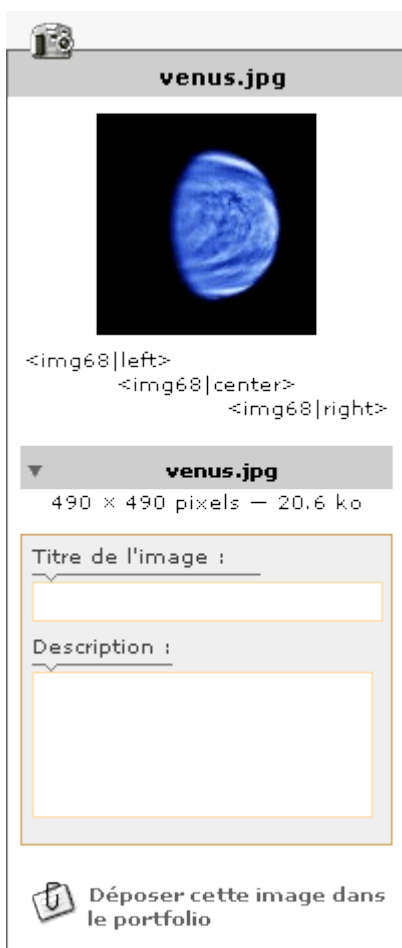 venus.jpg
<img68|left>
<img68|center>
<img68|right>
venus.jpg
490 × 490 pixels — 20.6 ko
Titre de l'image :
Description :
Déposer cette image dans
le portfolio